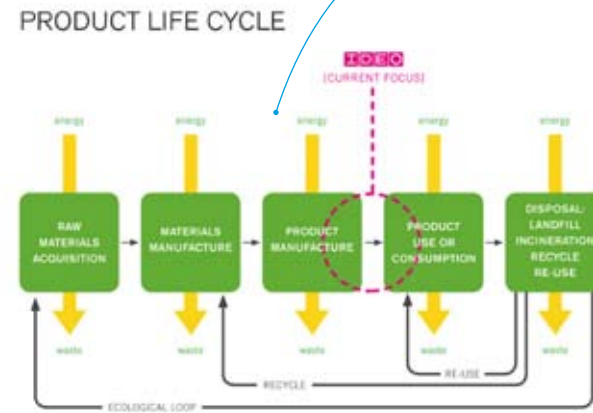 PRODUCT LIFE CYCLE
IDEO
(CURRENT FOCUS)
energy
energy
energy
energy
energy
RAW
MATERIALS
ACQUISITION
MATERIALS
MANUFACTURE
PRODUCT
MANUFACTURE
PRODUCT
USE OR
CONSUMPTION
DISPOSAL:
LANDFILL
INCINERATION
RECYCLE
RE-USE
waste
waste
waste
waste
waste
RE-USE
RECYCLE
ECOLOGICAL LOOP